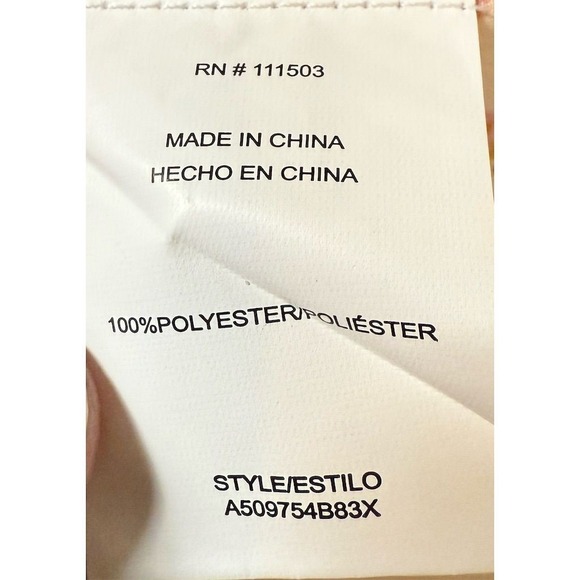 RN # 111503
MADE IN CHINA
HECHO EN CHINA
100%POLYESTER/POLIÉSTER
STYLE/ESTILO
A509754B83X